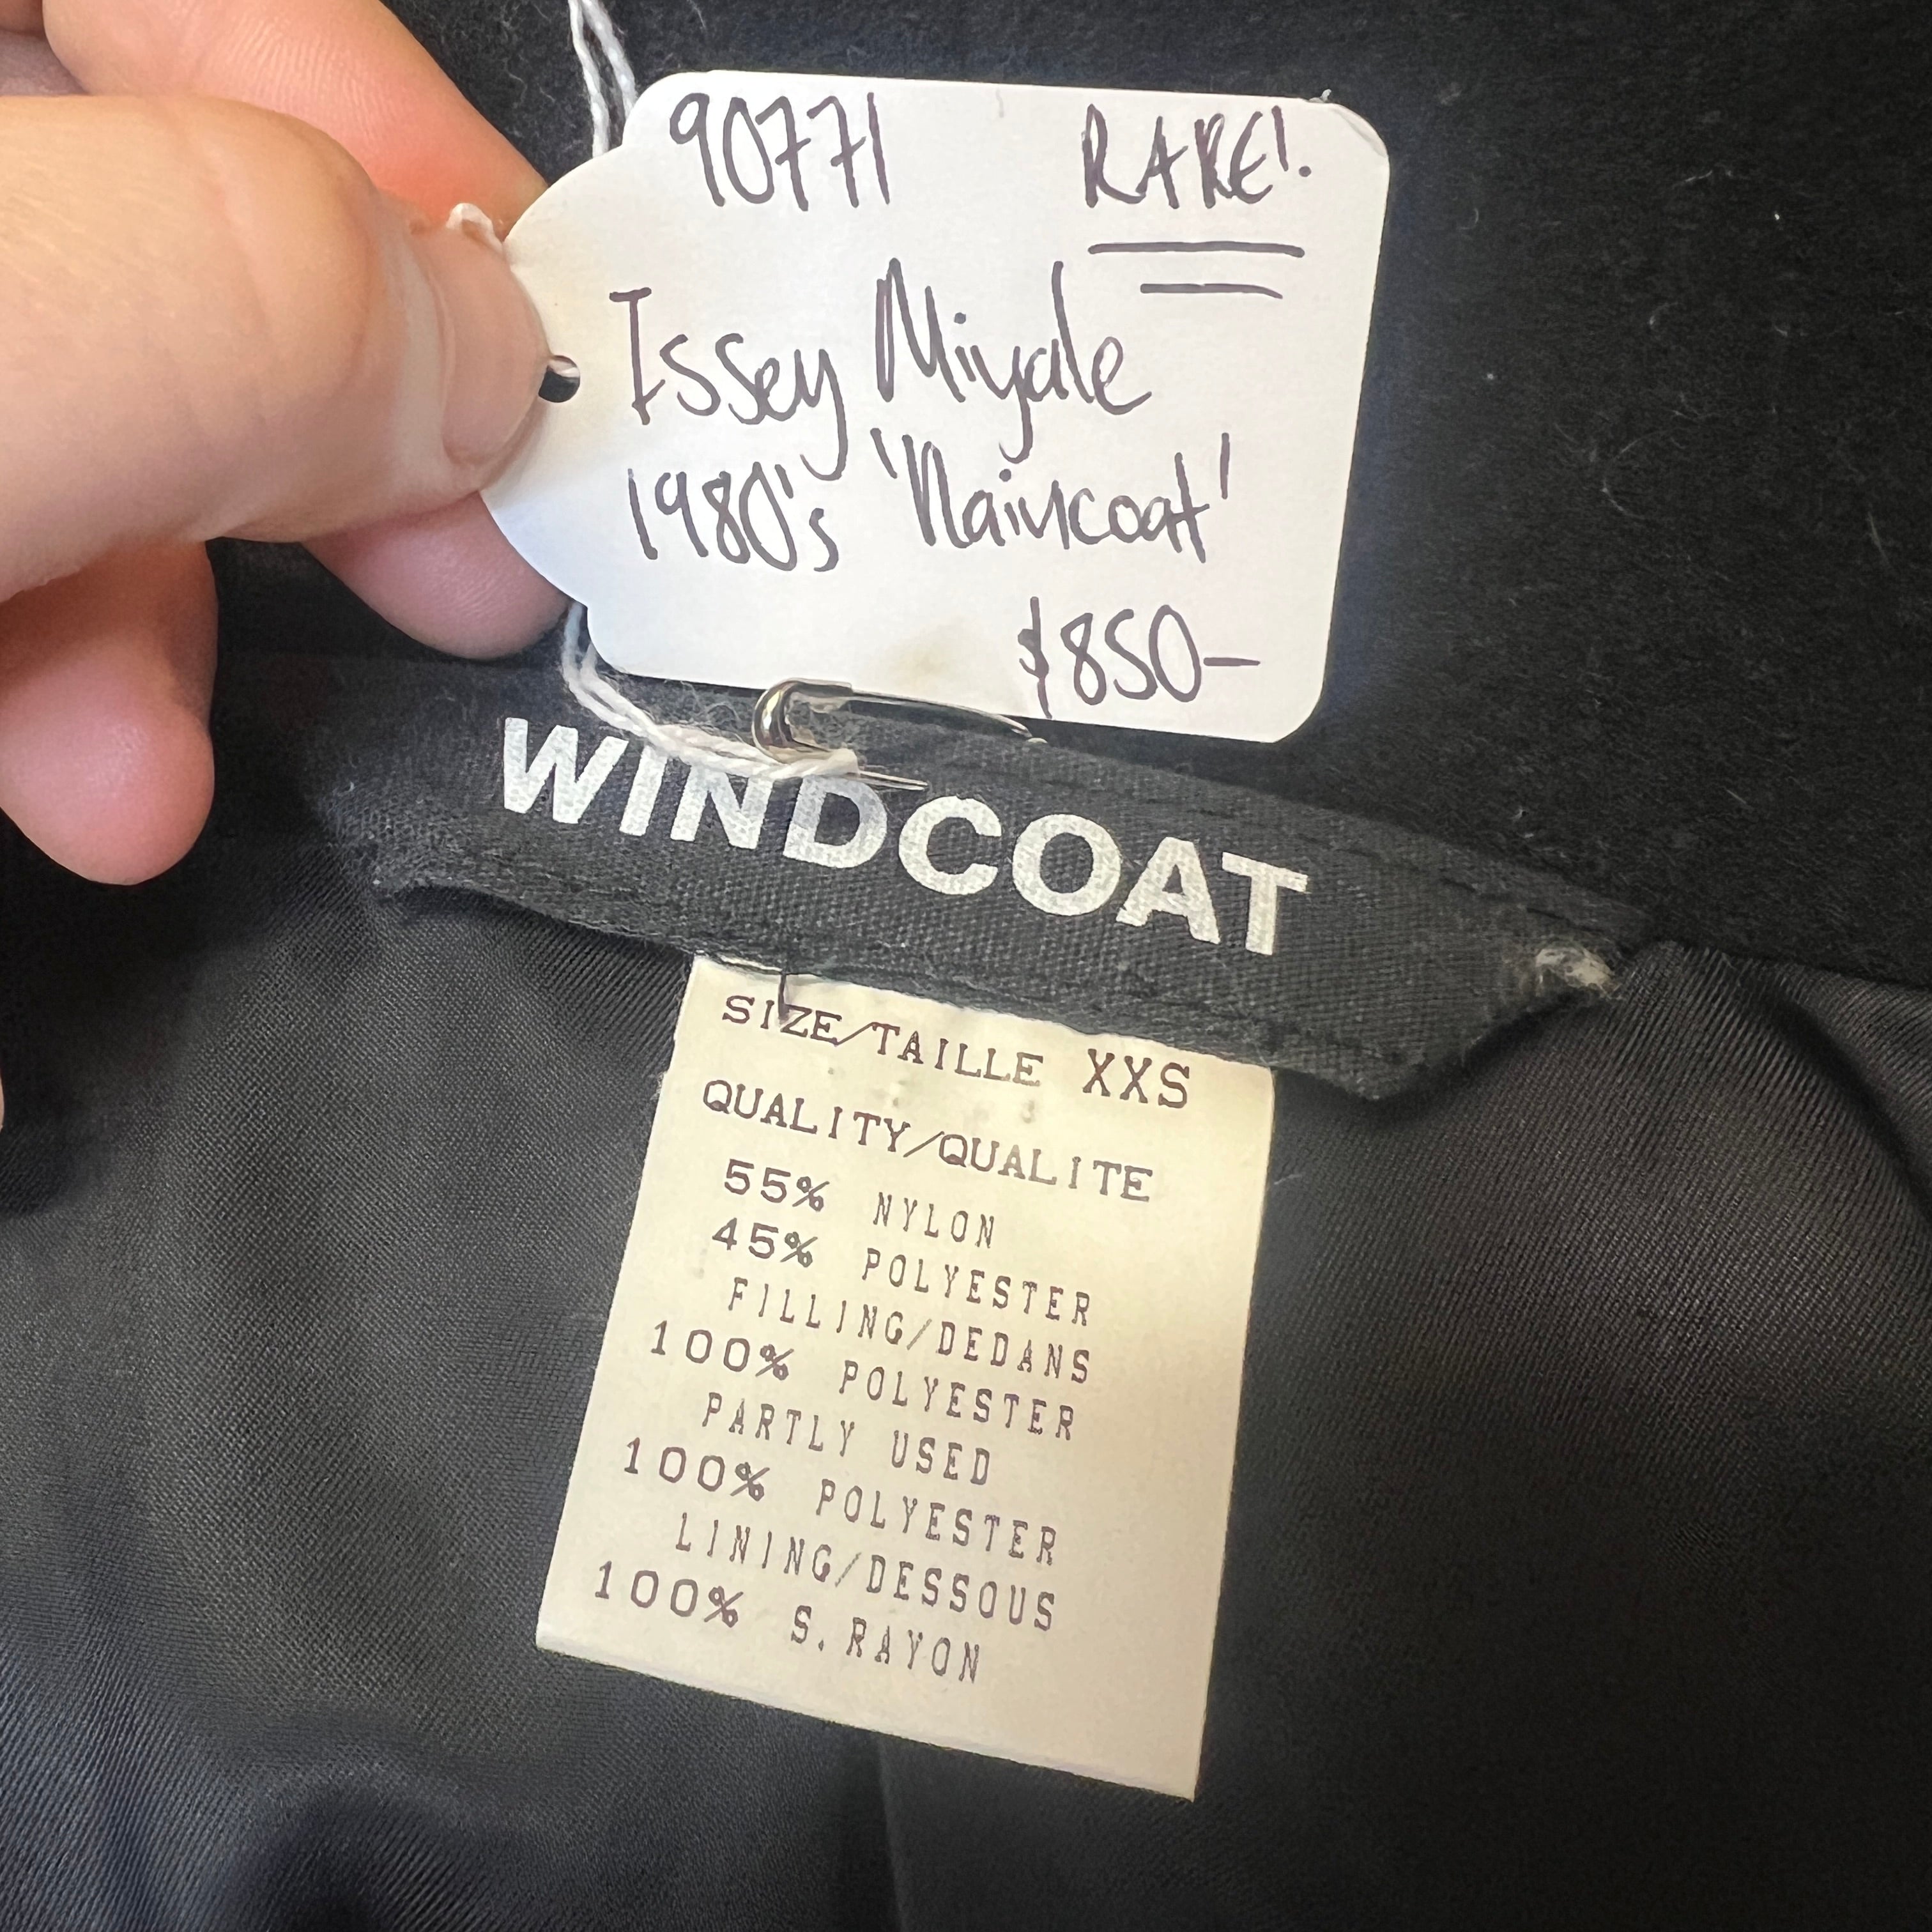 90771 RARE!
Issey Miyake
1980's 'Raincoat'
$850-
WINDCOAT
SIZE/TAILLE XXS
QUALITY/QUALITE
55% NYLON
45% POLYESTER
FILLING/DEDANS
100% POLYESTER
PARTLY USED
100% POLYESTER
LINING/DESSOUS
100% S.RAYON